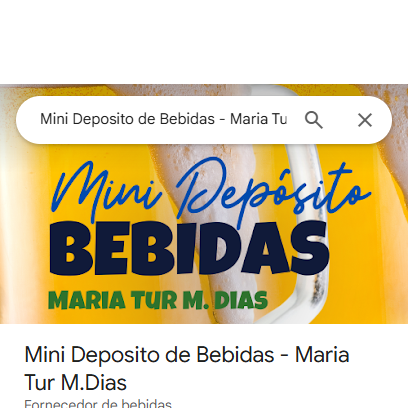 Mini Deposito de Bebidas - Maria Tu
Mini Depósito
BEBIDAS
MARIA TUR M. DIAS
Mini Deposito de Bebidas - Maria
Tur M.Dias
Fornecedor de bebidas